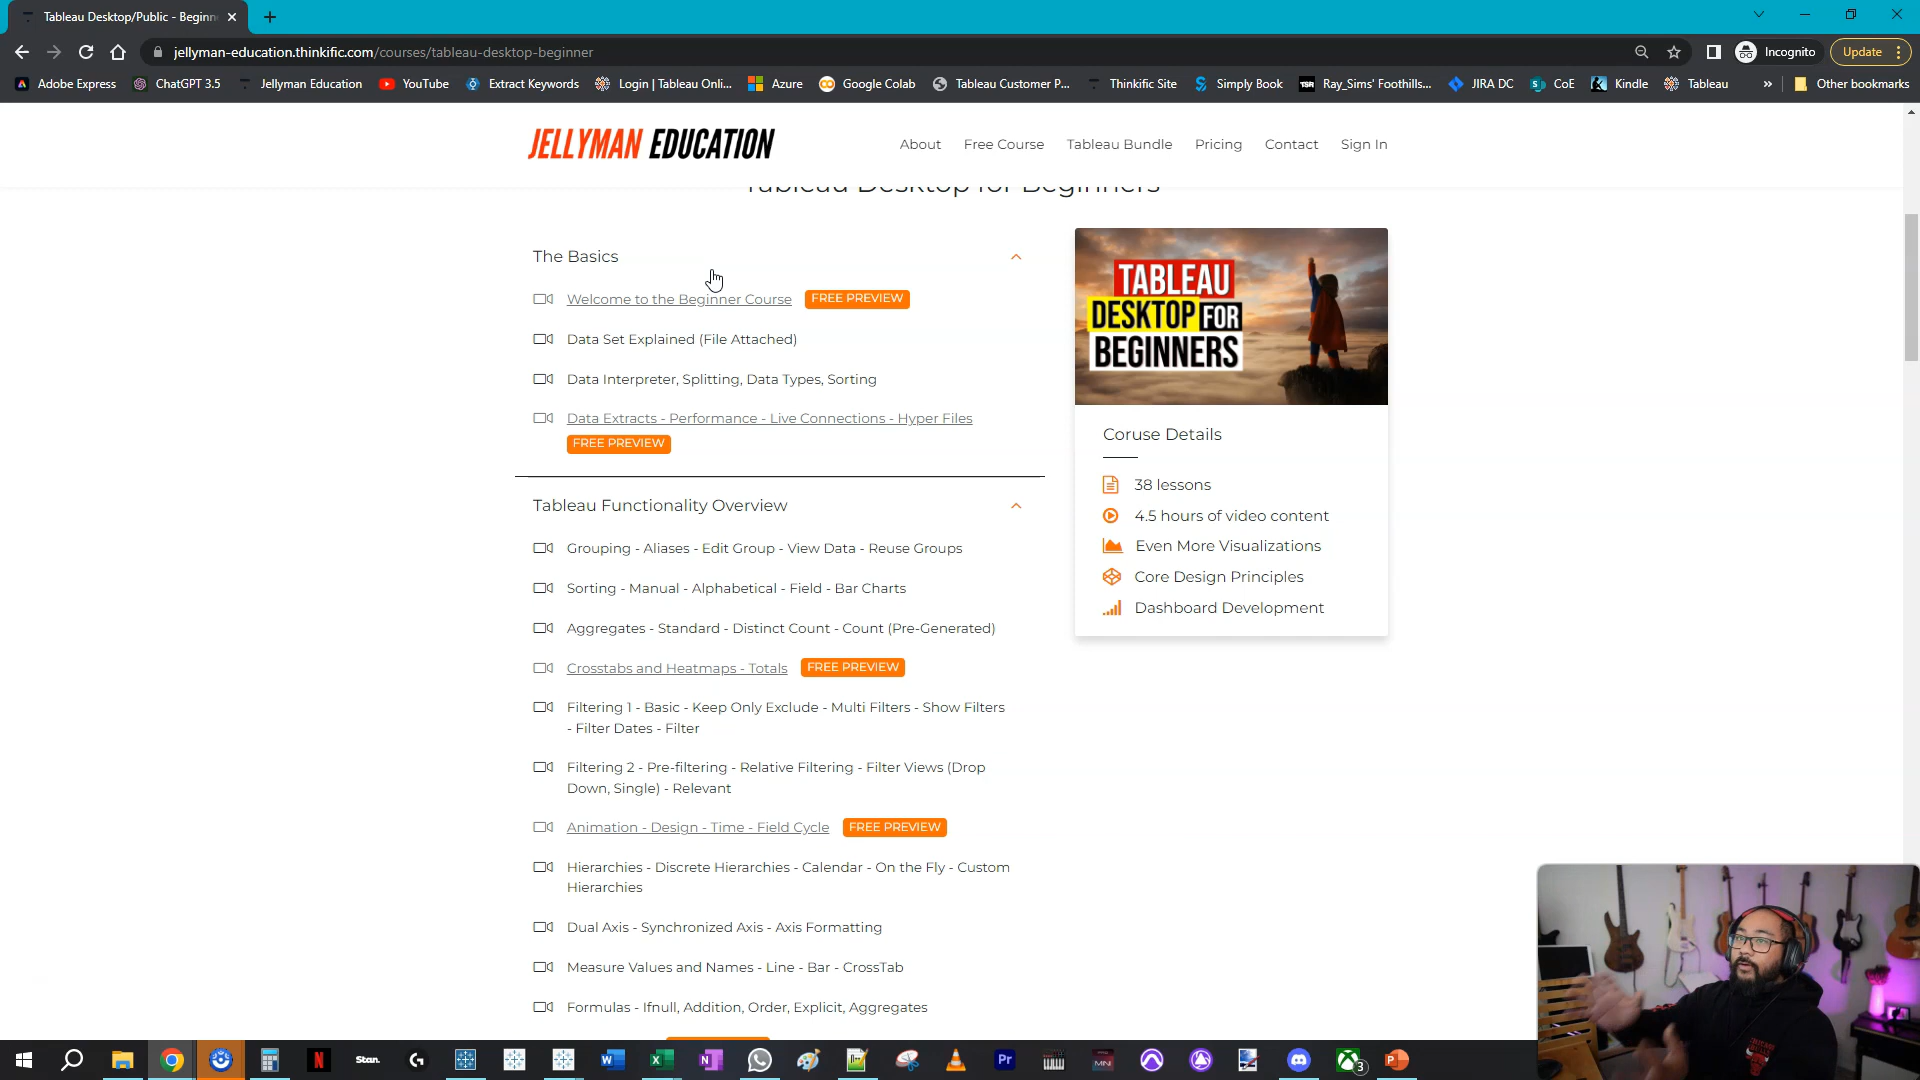 Tableau Desktop/Public - Beginn
jellyman-education.thinkific.com/courses/tableau-desktop-beginner
Incognito
Update
Adobe Express
ChatGPT 3.5
Jellyman Education
YouTube
Extract Keywords
Login | Tableau Onli...
Azure
Google Colab
Tableau Customer P...
Thinkific Site
Simply Book
Ray_Sims' Foothills...
JIRA DC
CoE
Kindle
Tableau
»
Other bookmarks
JELLYMAN EDUCATION
About
Free Course
Tableau Bundle
Pricing
Contact
Sign In
Tableau Desktop for Beginners
The Basics
Welcome to the Beginner Course
FREE PREVIEW
Data Set Explained (File Attached)
Data Interpreter, Splitting, Data Types, Sorting
Data Extracts - Performance - Live Connections - Hyper Files
FREE PREVIEW
Tableau Functionality Overview
Grouping - Aliases - Edit Group - View Data - Reuse Groups
Sorting - Manual - Alphabetical - Field - Bar Charts
Aggregates - Standard - Distinct Count - Count (Pre-Generated)
Crosstabs and Heatmaps - Totals
FREE PREVIEW
Filtering 1 - Basic - Keep Only Exclude - Multi Filters - Show Filters
- Filter Dates - Filter
Filtering 2 - Pre-filtering - Relative Filtering - Filter Views (Drop
Down, Single) - Relevant
Animation - Design - Time - Field Cycle
FREE PREVIEW
Hierarchies - Discrete Hierarchies - Calendar - On the Fly - Custom
Hierarchies
Dual Axis - Synchronized Axis - Axis Formatting
Measure Values and Names - Line - Bar - CrossTab
Formulas - Ifnull, Addition, Order, Explicit, Aggregates
TABLEAU
DESKTOP FOR
BEGINNERS
Coruse Details
38 lessons
4.5 hours of video content
Even More Visualizations
Core Design Principles
Dashboard Development
Stan.
Pr
3